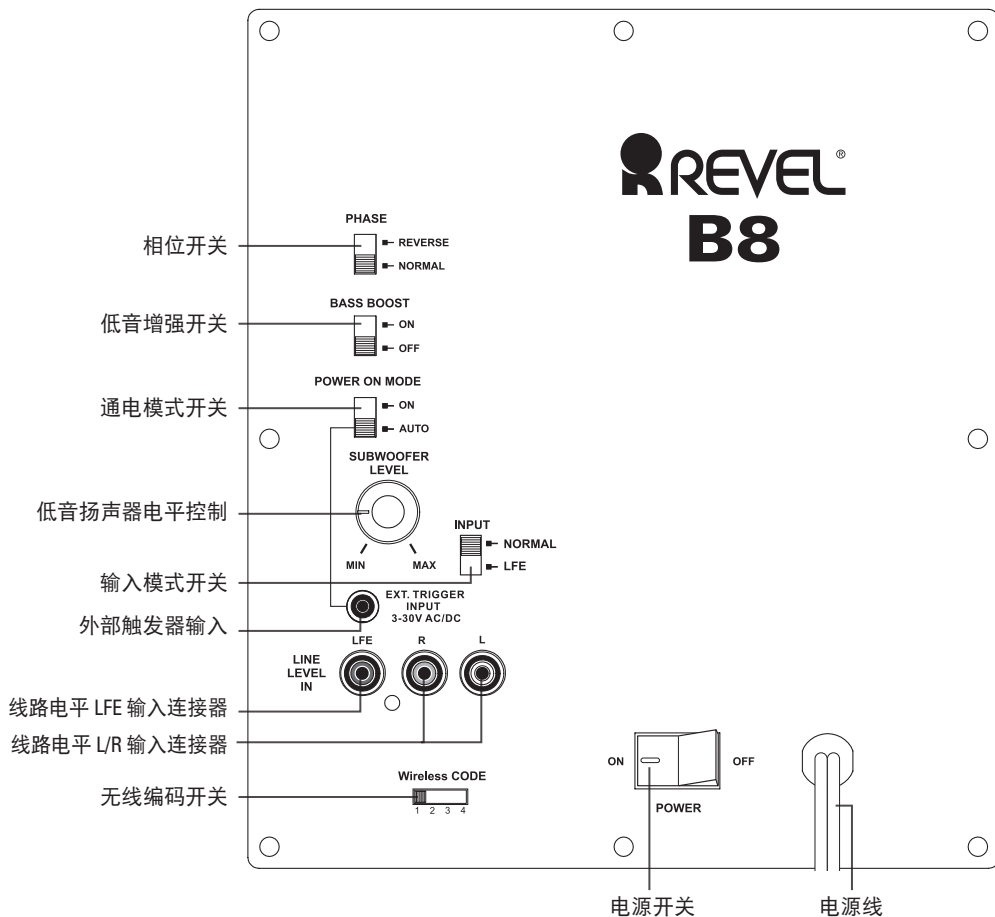 REVEL®
B8
PHASE
相位开关
REVERSE
NORMAL
BASS BOOST
低音增强开关
ON
OFF
POWER ON MODE
通电模式开关
ON
AUTO
SUBWOOFER
LEVEL
低音扬声器电平控制
MIN
MAX
INPUT
NORMAL
LFE
输入模式开关
EXT. TRIGGER
INPUT
3-30V AC/DC
外部触发器输入
LINE
LEVEL
IN
LFE
R
L
线路电平 LFE 输入连接器
线路电平 L/R 输入连接器
Wireless CODE
无线编码开关
1 2 3 4
ON
OFF
POWER
电源开关
电源线